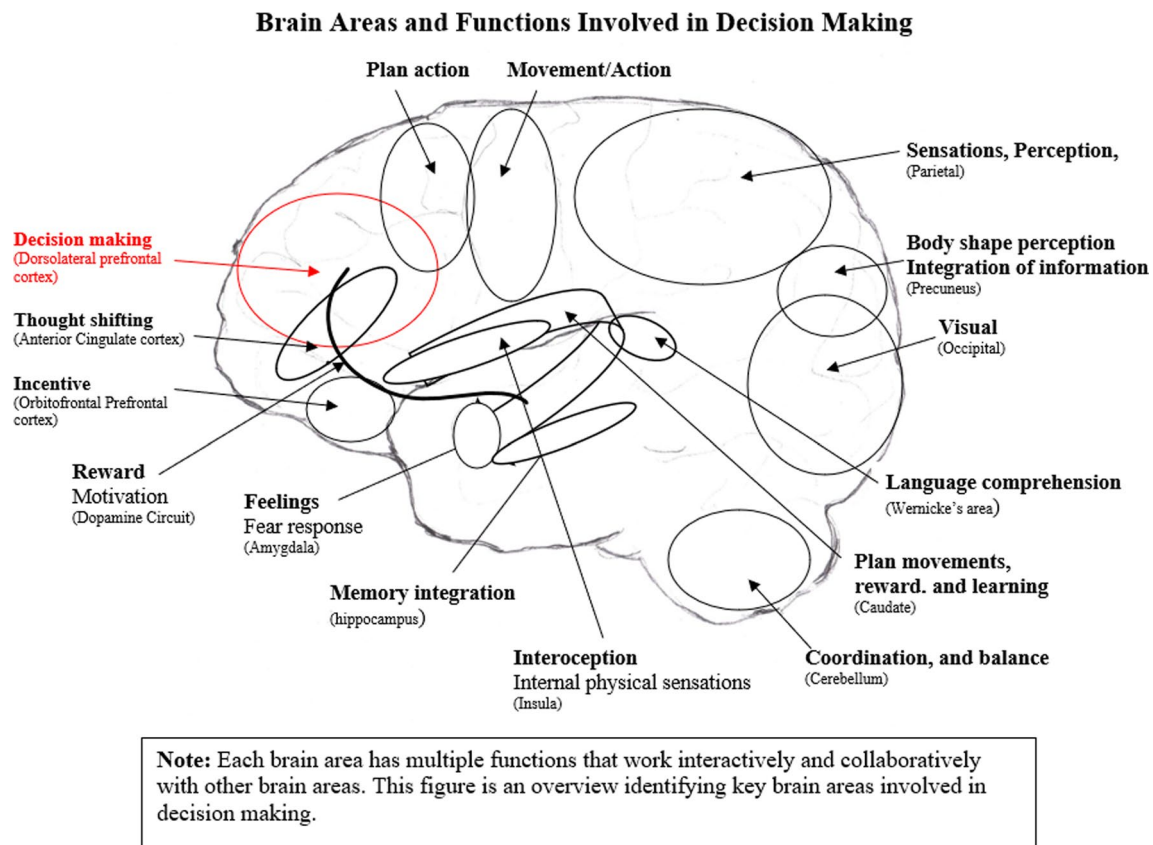 Brain Areas and Functions Involved in Decision Making
Plan action
Movement/Action
Sensations, Perception,
(Parietal)
Decision making
(Dorsolateral prefrontal
cortex)
Body shape perception
Integration of information
(Precuneus)
Thought shifting
(Anterior Cingulate cortex)
Visual
(Occipital)
Incentive
(Orbitofrontal Prefrontal
cortex)
Reward
Motivation
(Dopamine Circuit)
Feelings
Fear response
(Amygdala)
Language comprehension
(Wernicke’s area)
Memory integration
(hippocampus)
Plan movements,
reward. and learning
(Caudate)
Interoception
Internal physical sensations
(Insula)
Coordination, and balance
(Cerebellum)
Note: Each brain area has multiple functions that work interactively and collaboratively
with other brain areas. This figure is an overview identifying key brain areas involved in
decision making.